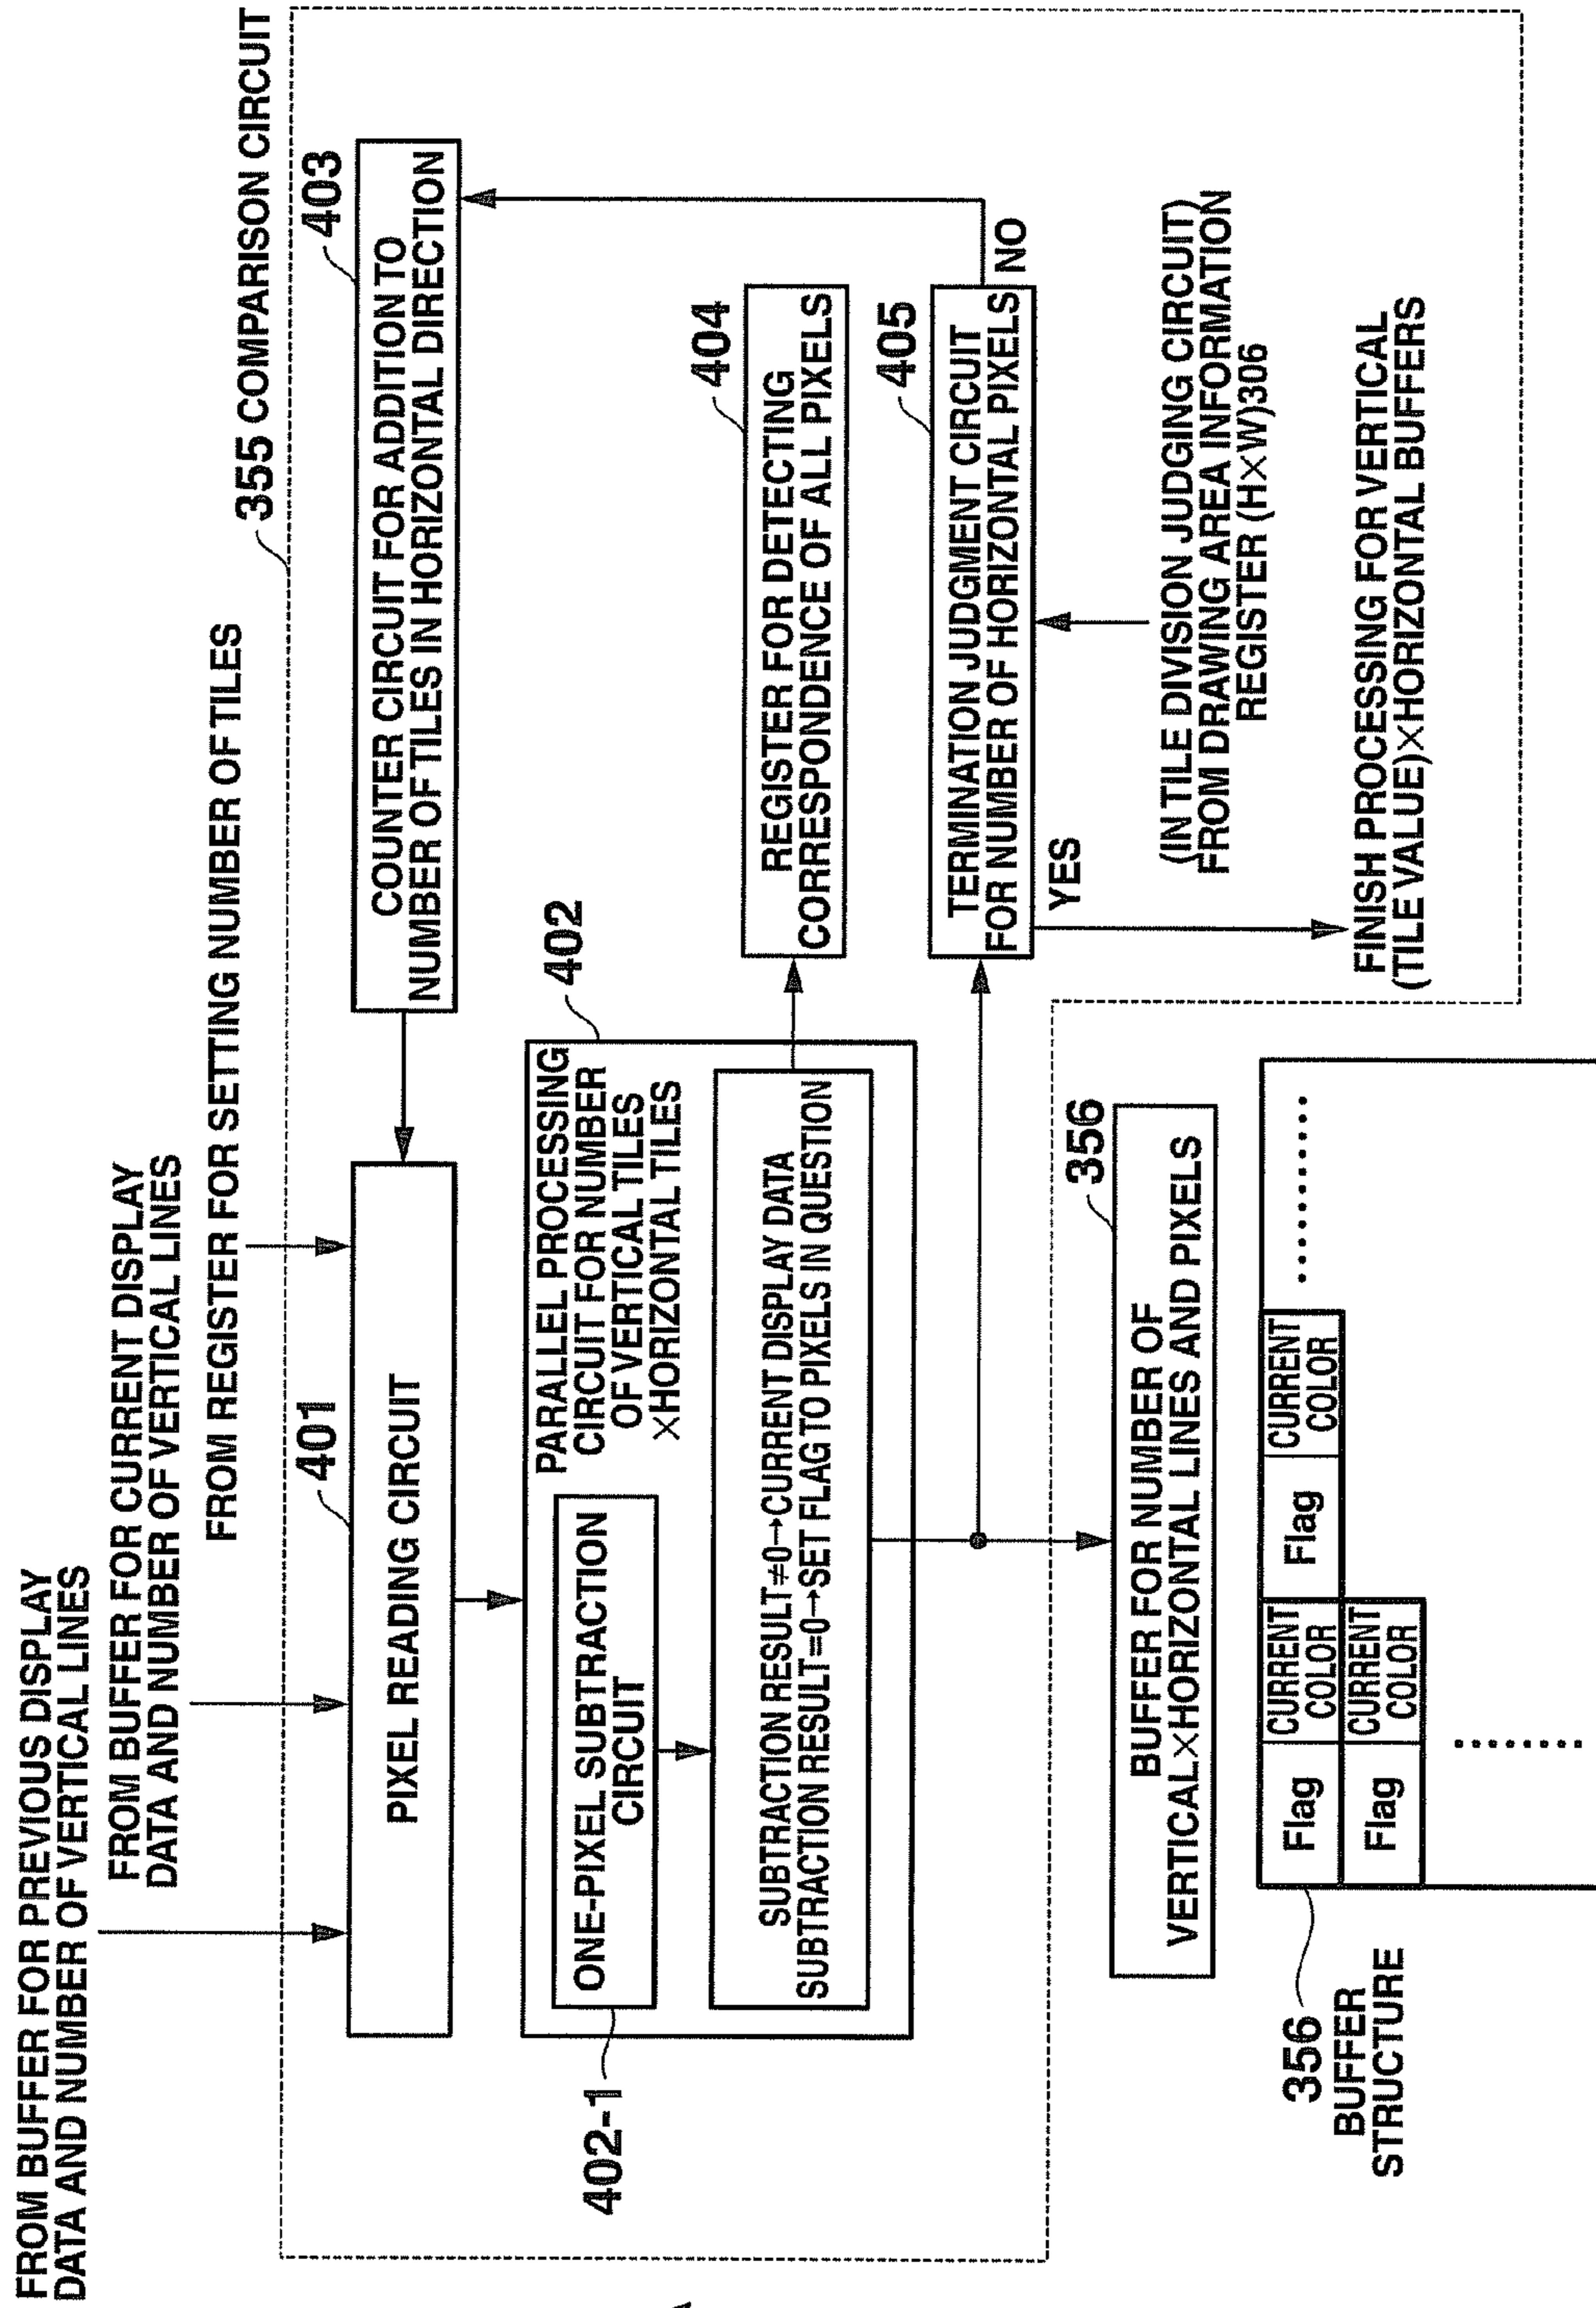 FROM BUFFER FOR PREVIOUS DISPLAY
DATA AND NUMBER OF VERTICAL LINES
FROM BUFFER FOR CURRENT DISPLAY
DATA AND NUMBER OF VERTICAL LINES
FROM REGISTER FOR SETTING NUMBER OF TILES
355 COMPARISON CIRCUIT
401
PIXEL READING CIRCUIT
403
COUNTER CIRCUIT FOR ADDITION TO
NUMBER OF TILES IN HORIZONTAL DIRECTION
402
PARALLEL PROCESSING
CIRCUIT FOR NUMBER
OF VERTICAL TILES
×HORIZONTAL TILES
402-1
ONE-PIXEL SUBTRACTION
CIRCUIT
SUBTRACTION RESULT≠0→CURRENT DISPLAY DATA
SUBTRACTION RESULT=0→SET FLAG TO PIXELS IN QUESTION
404
REGISTER FOR DETECTING
CORRESPONDENCE OF ALL PIXELS
405
TERMINATION JUDGMENT CIRCUIT
FOR NUMBER OF HORIZONTAL PIXELS
NO
YES
(IN TILE DIVISION JUDGING CIRCUIT)
FROM DRAWING AREA INFORMATION
REGISTER (H×W)306
FINISH PROCESSING FOR VERTICAL
(TILE VALUE)×HORIZONTAL BUFFERS
356
BUFFER FOR NUMBER OF
VERTICAL×HORIZONTAL LINES AND PIXELS
356
BUFFER
STRUCTURE
Flag
CURRENT
COLOR
Flag
CURRENT
COLOR
Flag
CURRENT
COLOR